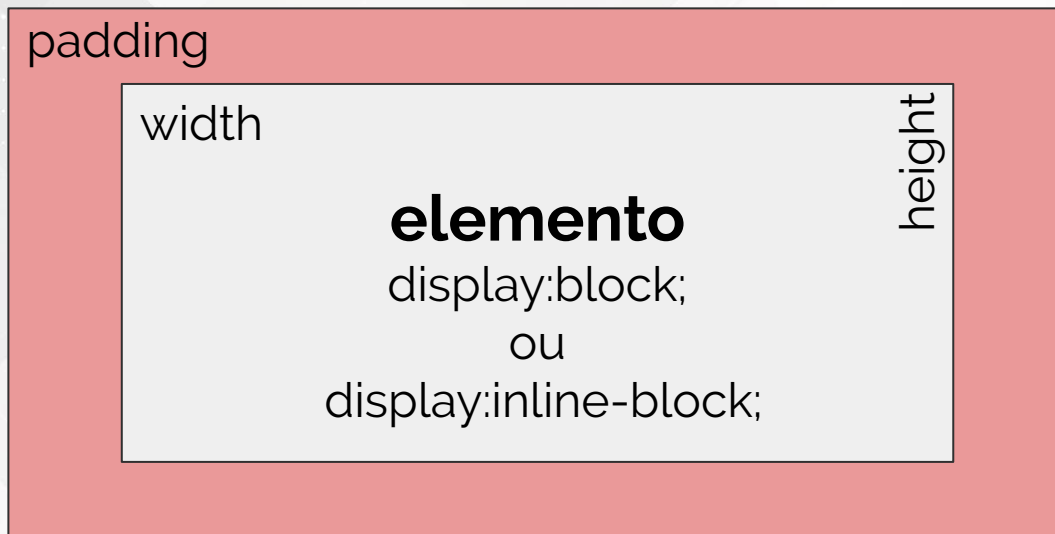 padding
width
height
elemento
display:block;
ou
display:inline-block;